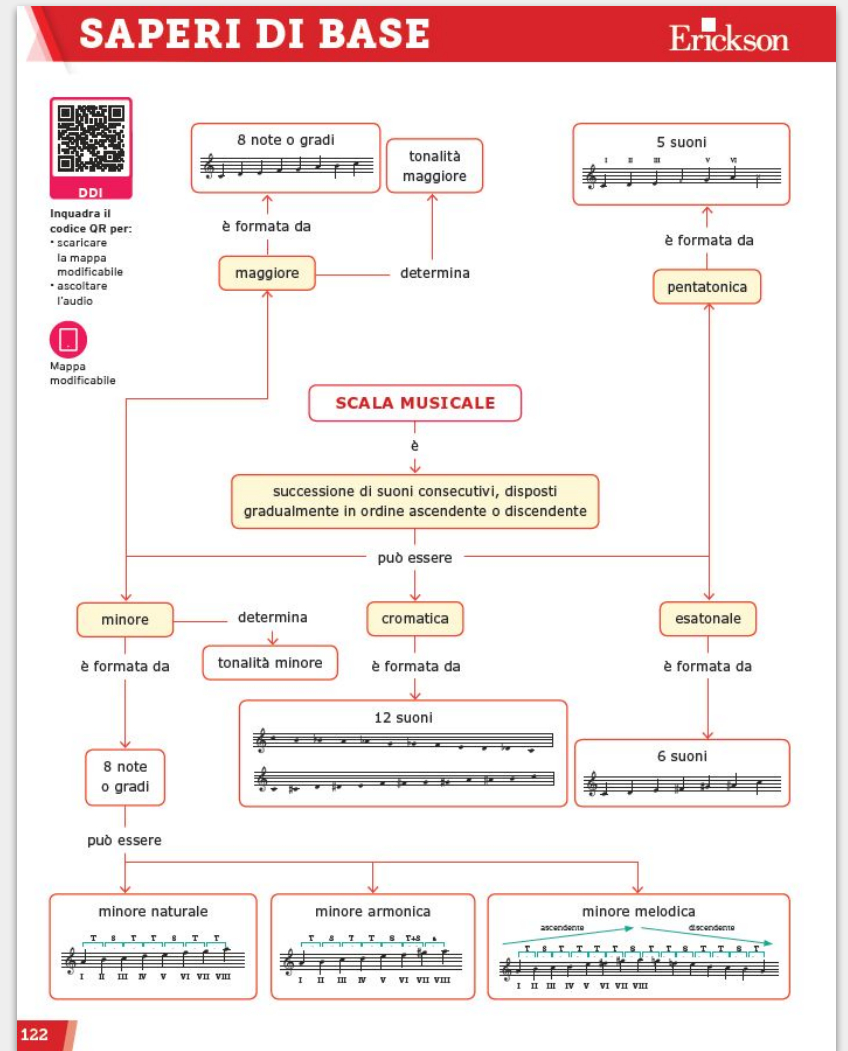 SAPERI DI BASE
Erickson
DDI
Inquadra il
codice QR per:
• scaricare
la mappa
modificabile
• ascoltare
l'audio
Mappa
modificabile
8 note o gradi
tonalità
maggiore
5 suoni
I II III V VI
è formata da
è formata da
maggiore
determina
pentatonica
SCALA MUSICALE
è
successione di suoni consecutivi, disposti
gradualmente in ordine ascendente o discendente
può essere
minore
determina
cromatica
esatonale
tonalità minore
è formata da
è formata da
è formata da
12 suoni
8 note
o gradi
6 suoni
può essere
minore naturale
T S T T S T T
I II III IV V VI VII VIII
minore armonica
T S T T S T+S
I II III IV V VI VII VIII
minore melodica
ascendente discendente
T S T T T T S T T S T T S T
I II III IV V VI VII VIII
122